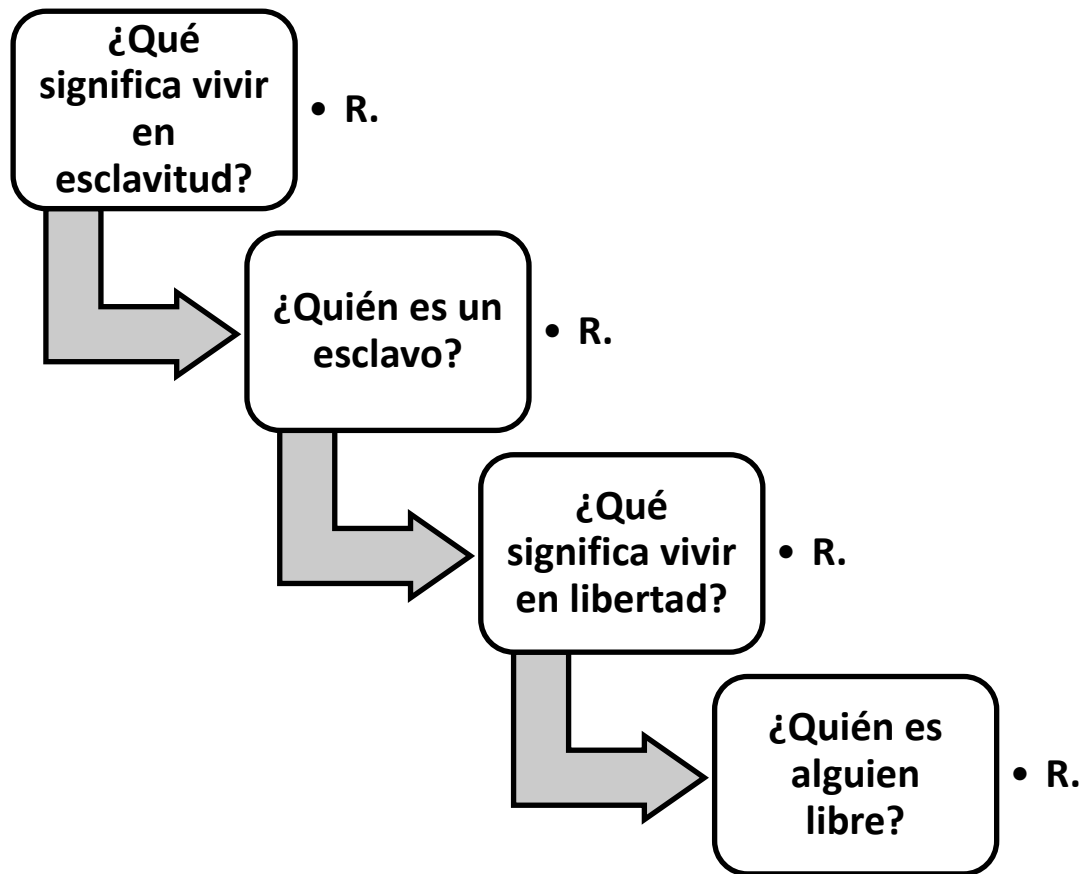 ¿Qué
significa vivir
en
esclavitud?
• R.
¿Quién es un
esclavo?
• R.
¿Qué
significa vivir
en libertad?
• R.
¿Quién es
alguien
libre?
• R.